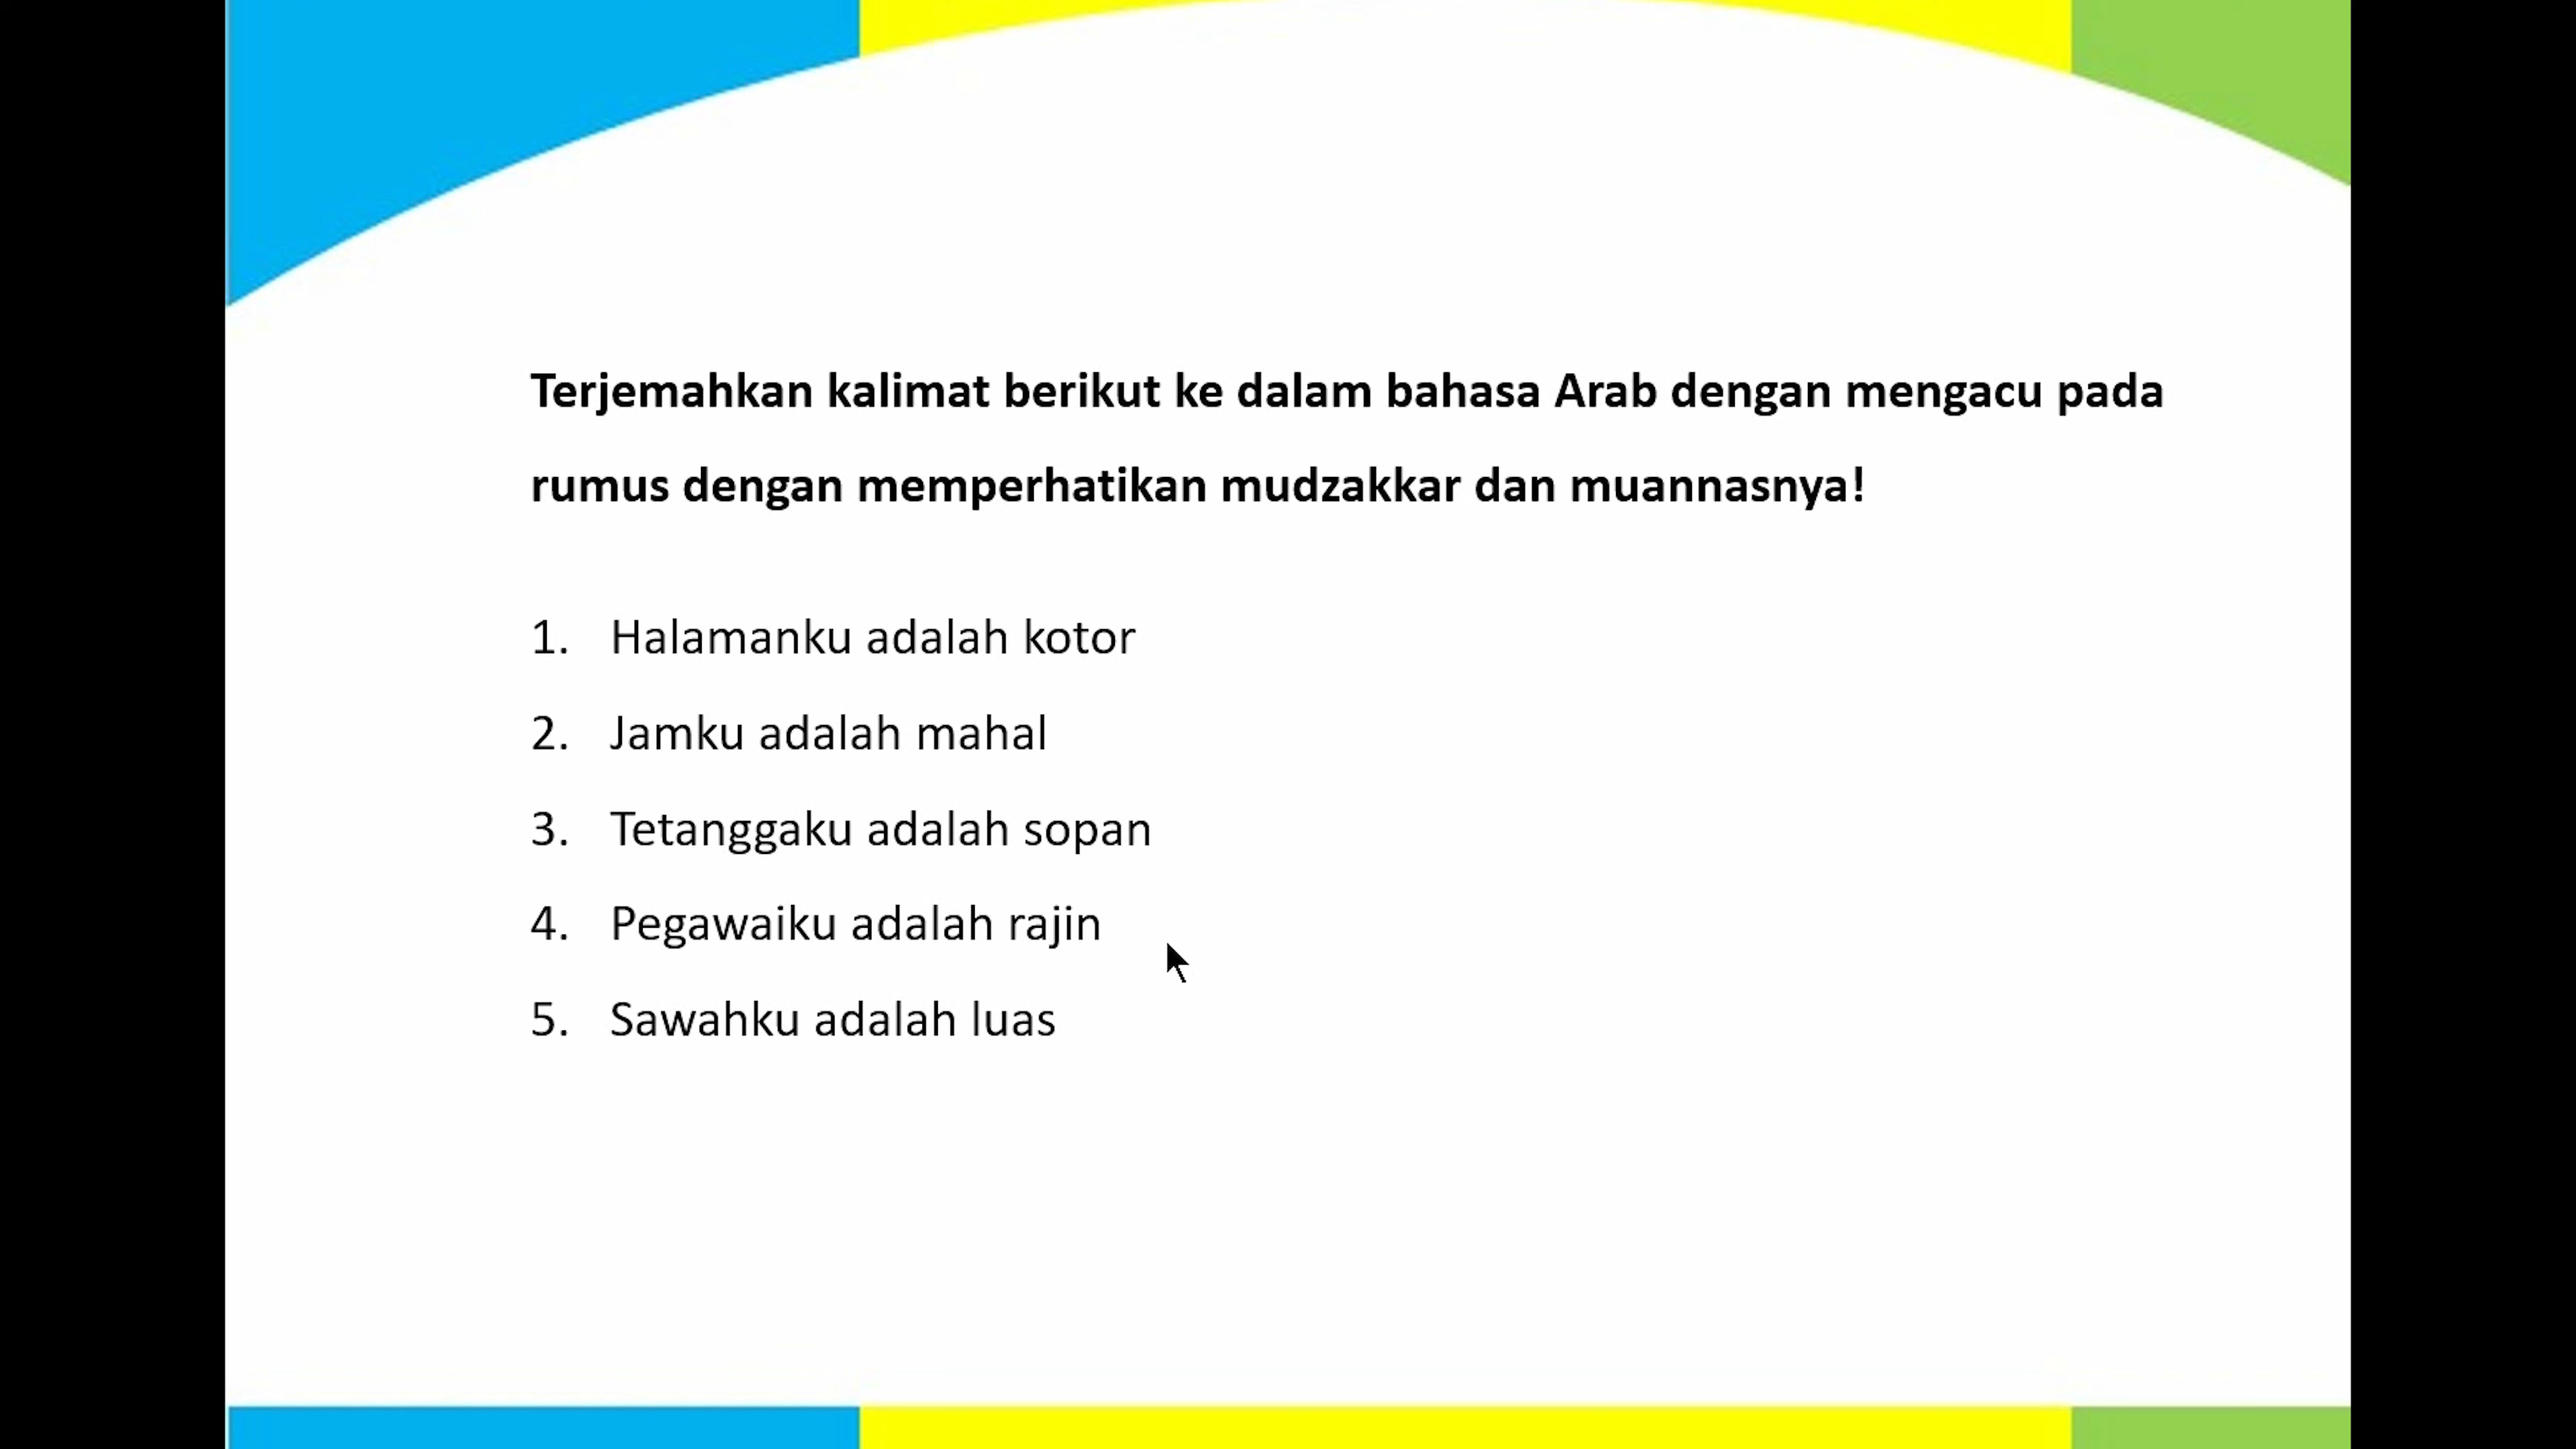 Terjemahkan kalimat berikut ke dalam bahasa Arab dengan mengacu pada
rumus dengan memperhatikan mudzakkar dan muannasnya!
1. Halamanku adalah kotor
2. Jamku adalah mahal
3. Tetanggaku adalah sopan
4. Pegawaiku adalah rajin
5. Sawahku adalah luas